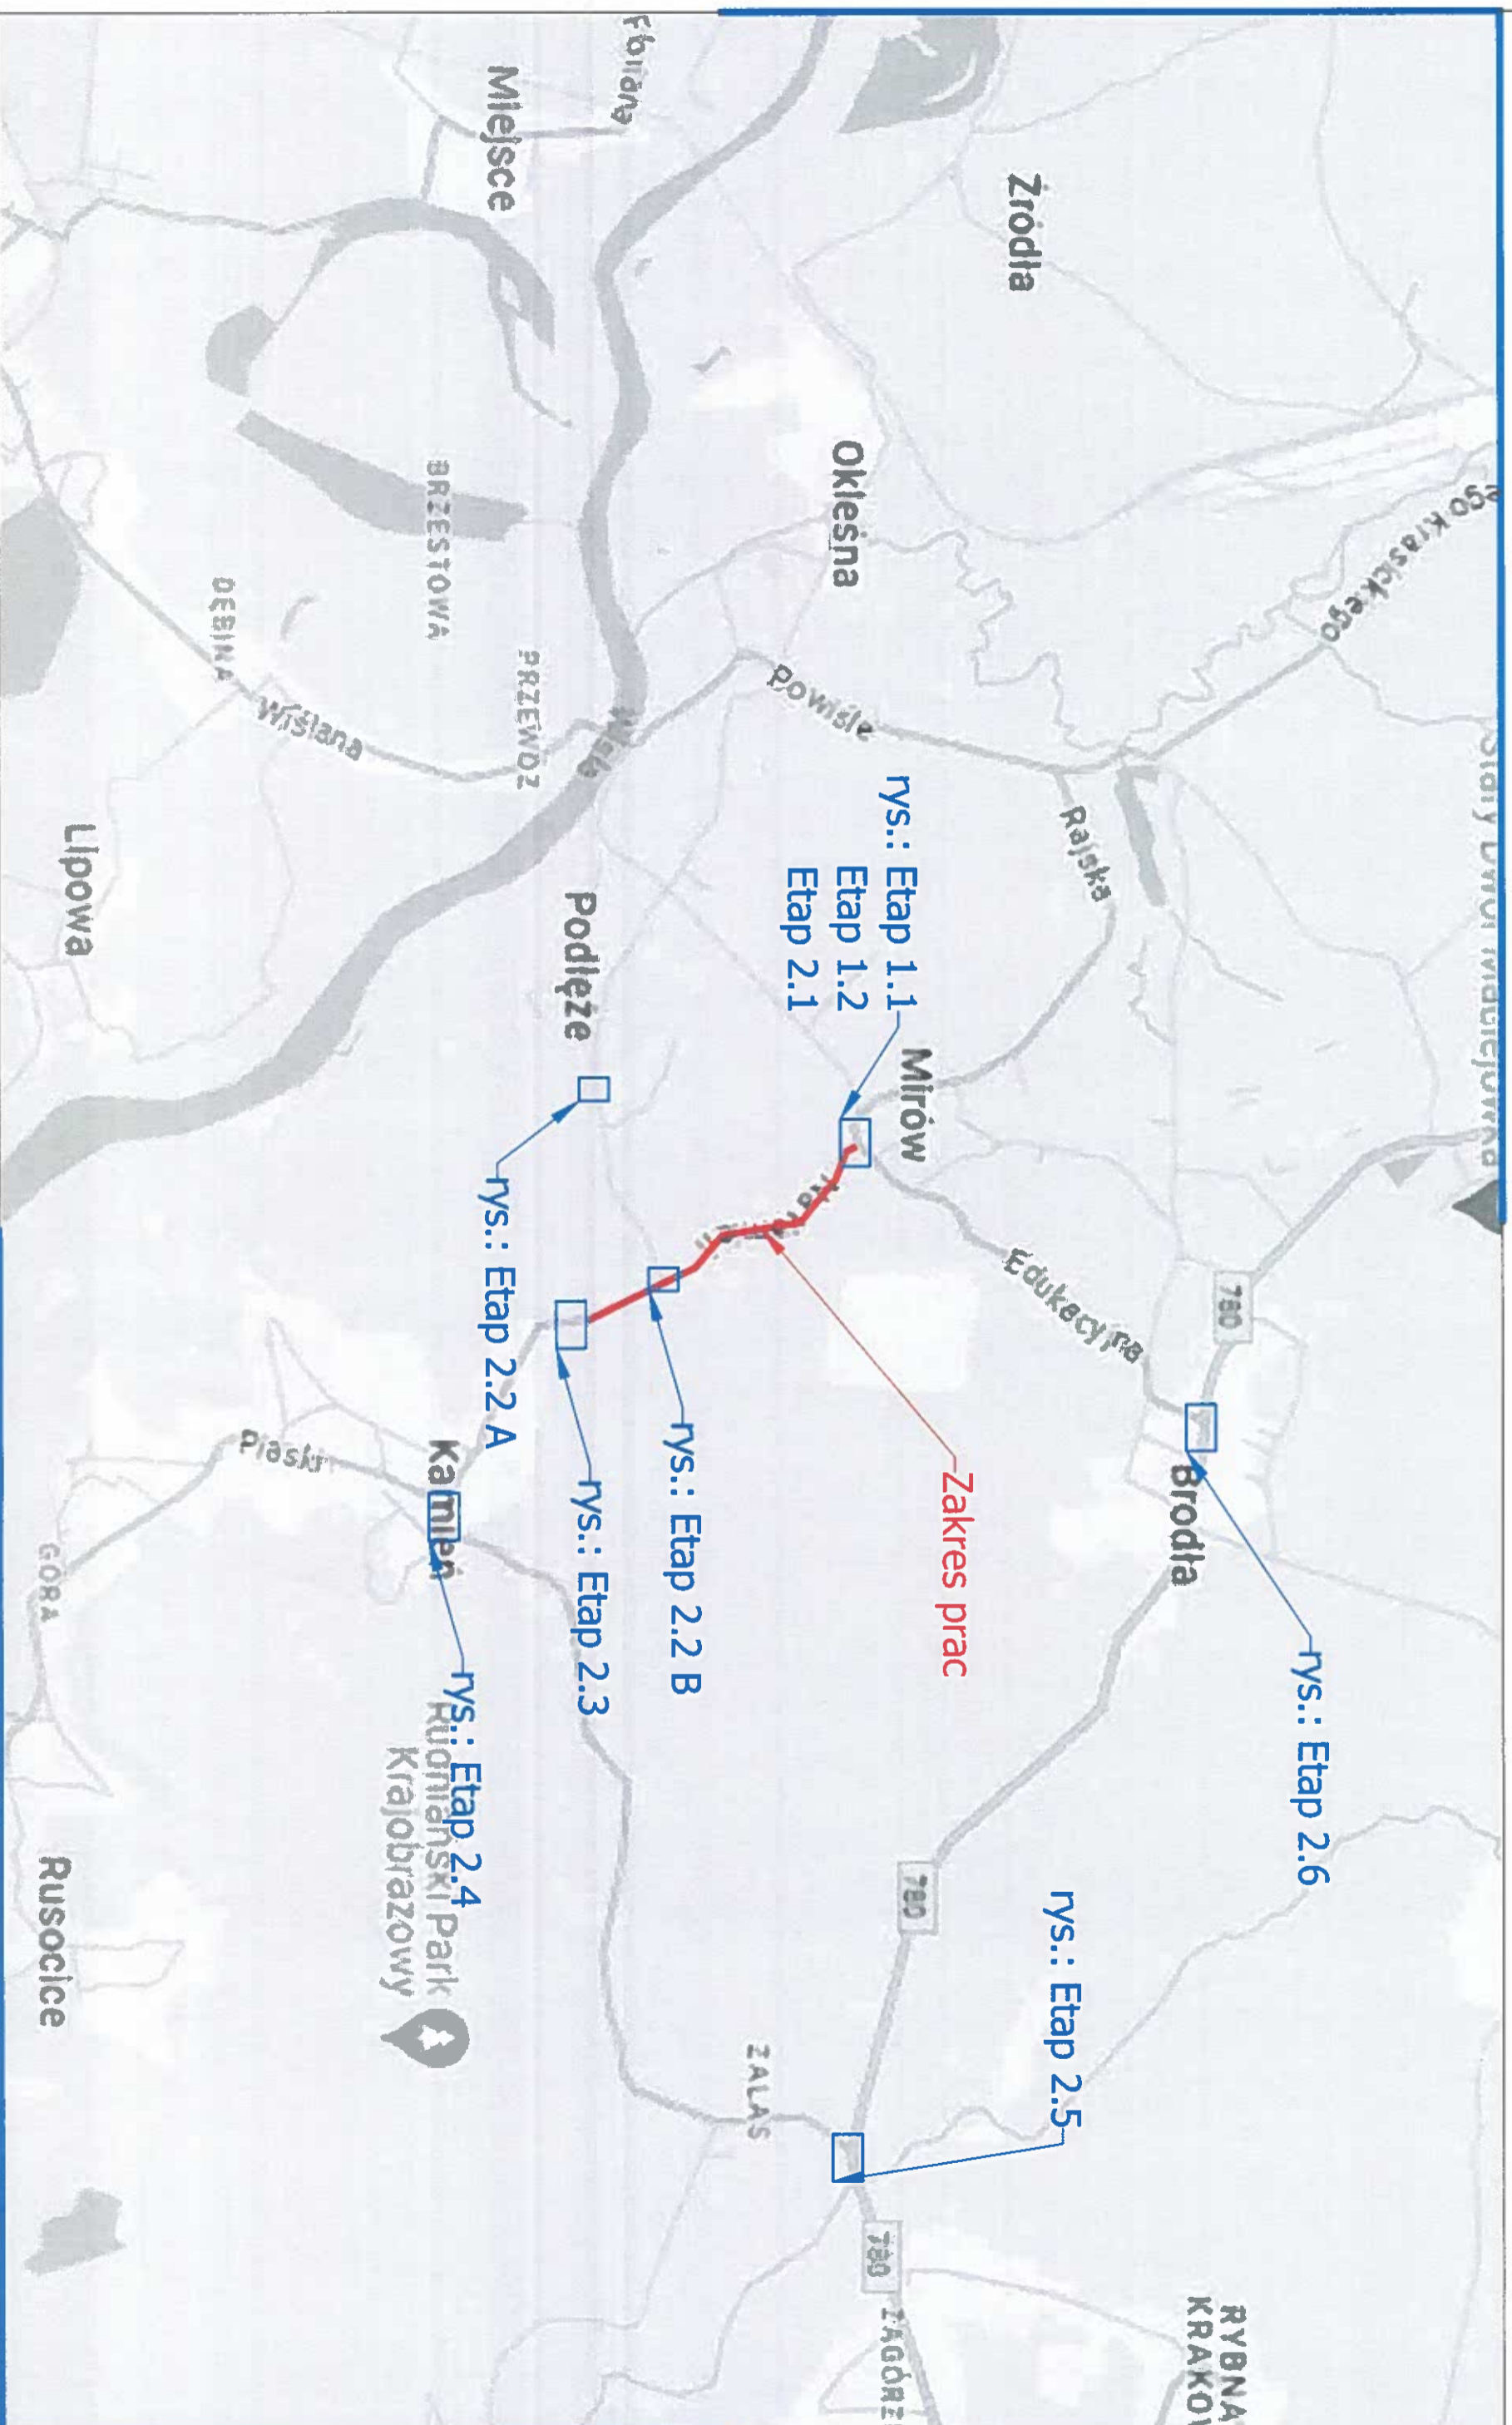 Źródła
Miejsce
Okleśna
BRZESTOWA
DĘBINA
PRZEWÓZ
Wiślana
Powiśle
Rajska
Lipowa
rys.: Etap 1.1
Etap 1.2
Etap 2.1
Podłęże
Mirów
Edukacyjna
780
Brodła
rys.: Etap 2.6
Zakres prac
rys.: Etap 2.2 A
rys.: Etap 2.2 B
rys.: Etap 2.3
Kamień
Piaski
GÓRA
rys.: Etap 2.4
Rudniański Park
Krajobrazowy
Rusocice
780
rys.: Etap 2.5
ZALAS
780
RYBNA